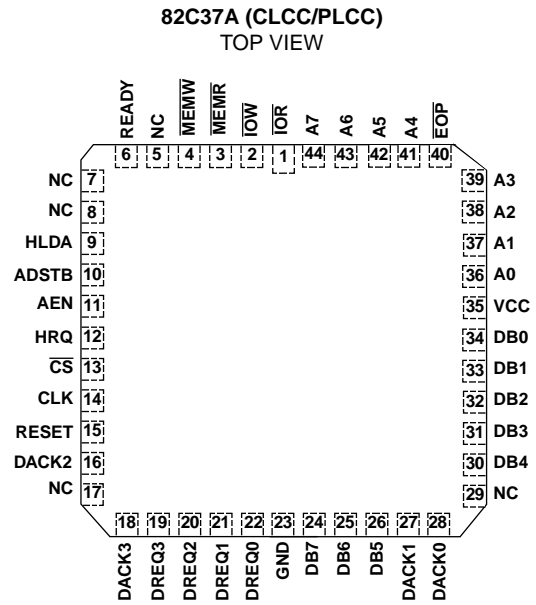 82C37A (CLCC/PLCC)
TOP VIEW
READY
NC
MEMW
MEMR
IOW
IOR
A7
A6
A5
A4
EOP
6 5 4 3 2 1 44 43 42 41 40
NC 7
NC 8
HLDA 9
ADSTB 10
AEN 11
HRQ 12
CS 13
CLK 14
RESET 15
DACK2 16
NC 17
39 A3
38 A2
37 A1
36 A0
35 VCC
34 DB0
33 DB1
32 DB2
31 DB3
30 DB4
29 NC
18 19 20 21 22 23 24 25 26 27 28
DACK3
DREQ3
DREQ2
DREQ1
DREQ0
GND
DB7
DB6
DB5
DACK1
DACK0